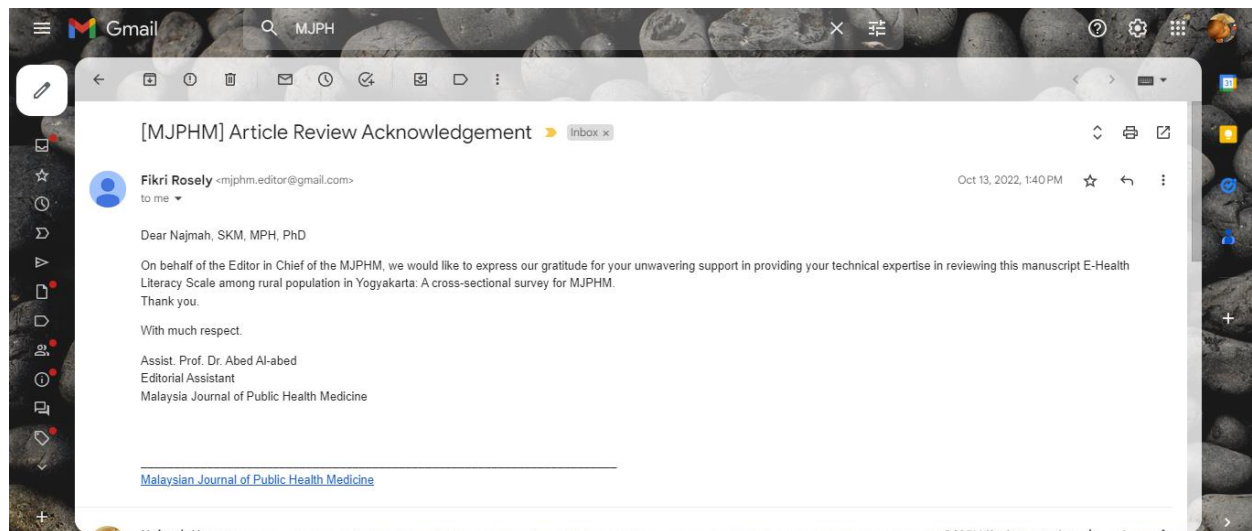 Gmail
MJPH
[MJPHM] Article Review Acknowledgement Inbox x
Fikri Rosely <mjphm.editor@gmail.com>
Oct 13, 2022, 1:40 PM
to me
31
Dear Najmah, SKM, MPH, PhD
On behalf of the Editor in Chief of the MJPHM, we would like to express our gratitude for your unwavering support in providing your technical expertise in reviewing this manuscript E-Health
Literacy Scale among rural population in Yogyakarta: A cross-sectional survey for MJPHM.
Thank you.
With much respect.
Assist. Prof. Dr. Abed Al-abed
Editorial Assistant
Malaysia Journal of Public Health Medicine
Malaysian Journal of Public Health Medicine